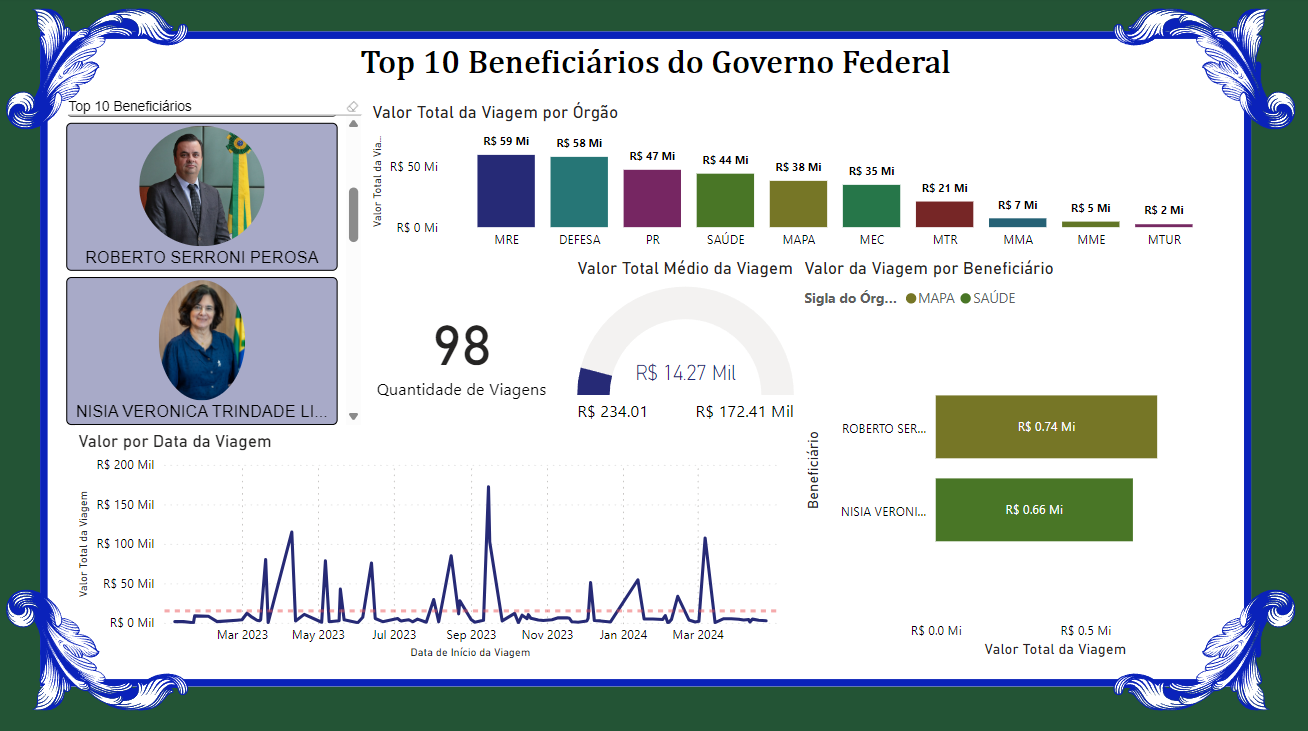 Top 10 Beneficiários do Governo Federal
Top 10 Beneficiários
ROBERTO SERRONI PEROSA
NISIA VERONICA TRINDADE LI...
Valor Total da Viagem por Órgão
Valor Total da Via...
R$ 50 Mi
R$ 0 Mi
R$ 59 Mi
R$ 58 Mi
R$ 47 Mi
R$ 44 Mi
R$ 38 Mi
R$ 35 Mi
R$ 21 Mi
R$ 7 Mi
R$ 5 Mi
R$ 2 Mi
MRE
DEFESA
PR
SAÚDE
MAPA
MEC
MTR
MMA
MME
MTUR
98
Quantidade de Viagens
Valor Total Médio da Viagem
R$ 14.27 Mil
R$ 234.01
R$ 172.41 Mil
Valor da Viagem por Beneficiário
Sigla do Órg...
MAPA
SAÚDE
Beneficiário
ROBERTO SER...
R$ 0.74 Mi
NISIA VERONI...
R$ 0.66 Mi
R$ 0.0 Mi
R$ 0.5 Mi
Valor Total da Viagem
Valor por Data da Viagem
Valor Total da Viagem
R$ 200 Mil
R$ 150 Mil
R$ 100 Mil
R$ 50 Mil
R$ 0 Mil
Mar 2023
May 2023
Jul 2023
Sep 2023
Nov 2023
Jan 2024
Mar 2024
Data de Início da Viagem